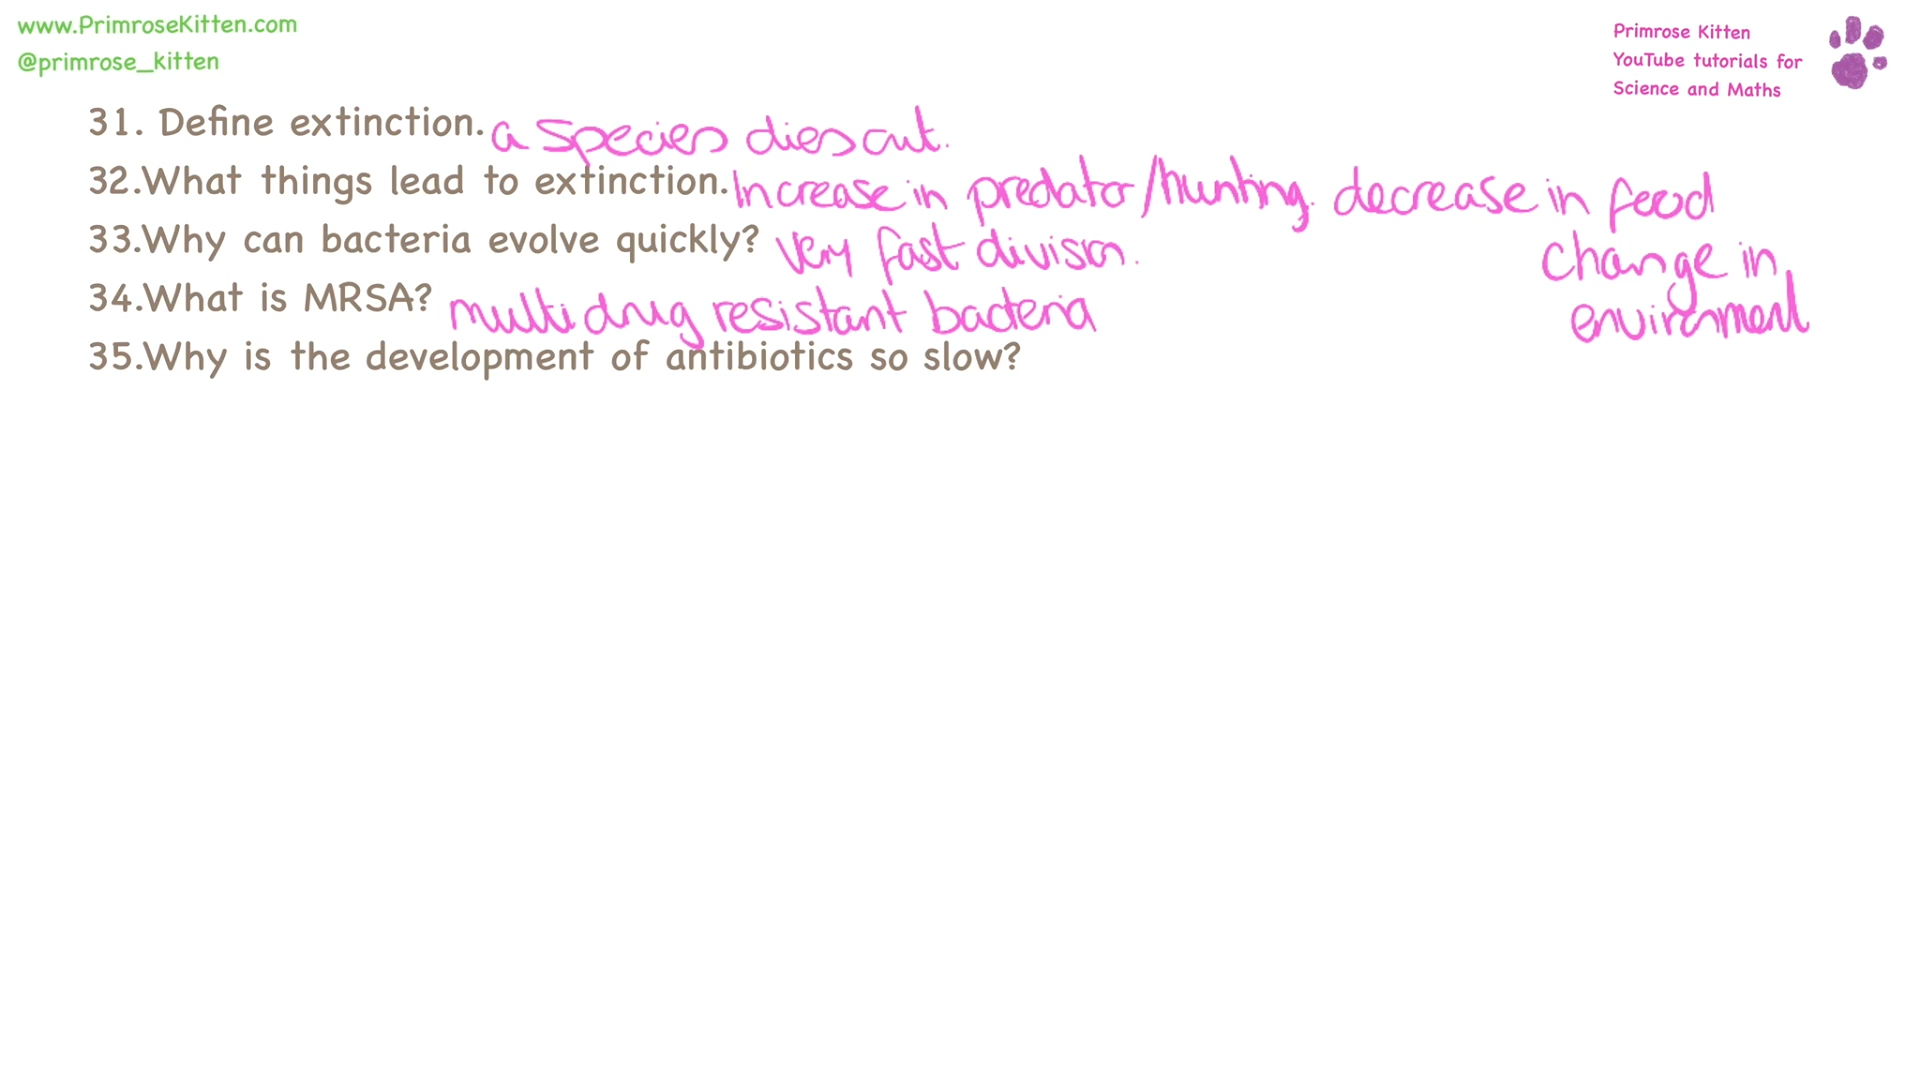 www.PrimroseKitten.com
@primrose_kitten
Primrose Kitten
YouTube tutorials for
Science and Maths
31. Define extinction. a species dies out.
32.What things lead to extinction. Increase in predator/hunting. decrease in food
change in
environment
33.Why can bacteria evolve quickly? very fast division.
34.What is MRSA? multi drug resistant bacteria
35.Why is the development of antibiotics so slow?